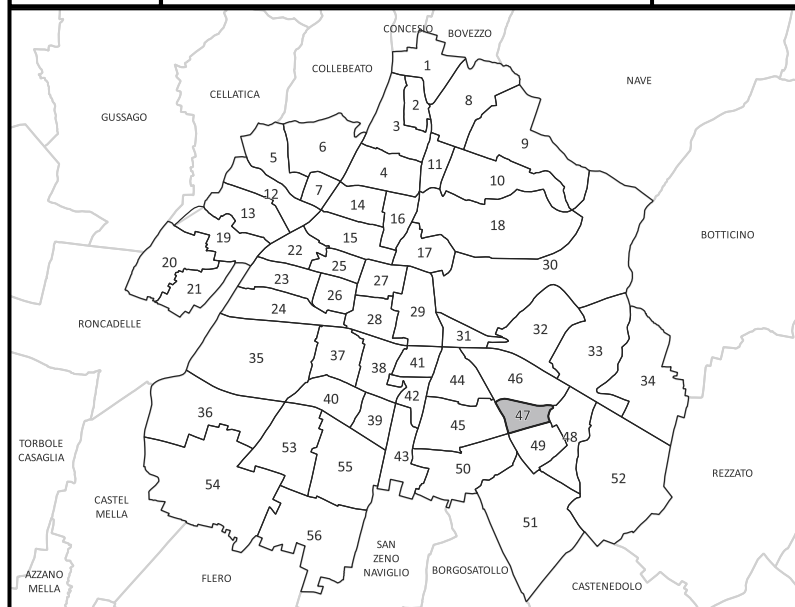 CONCESIO
BOVEZZO
COLLEBEATO
NAVE
CELLATICA
GUSSAGO
BOTTICINO
RONCADELLE
TORBOLE
CASAGLIA
CASTEL
MELLA
REZZATO
AZZANO
MELLA
FLERO
SAN
ZENO
NAVIGLIO
BORGOSATOLLO
CASTENEDOLO
1
2
3
4
5
6
7
8
9
10
11
12
13
14
15
16
17
18
19
20
21
22
23
24
25
26
27
28
29
30
31
32
33
34
35
36
37
38
39
40
41
42
43
44
45
46
47
48
49
50
51
52
53
54
55
56